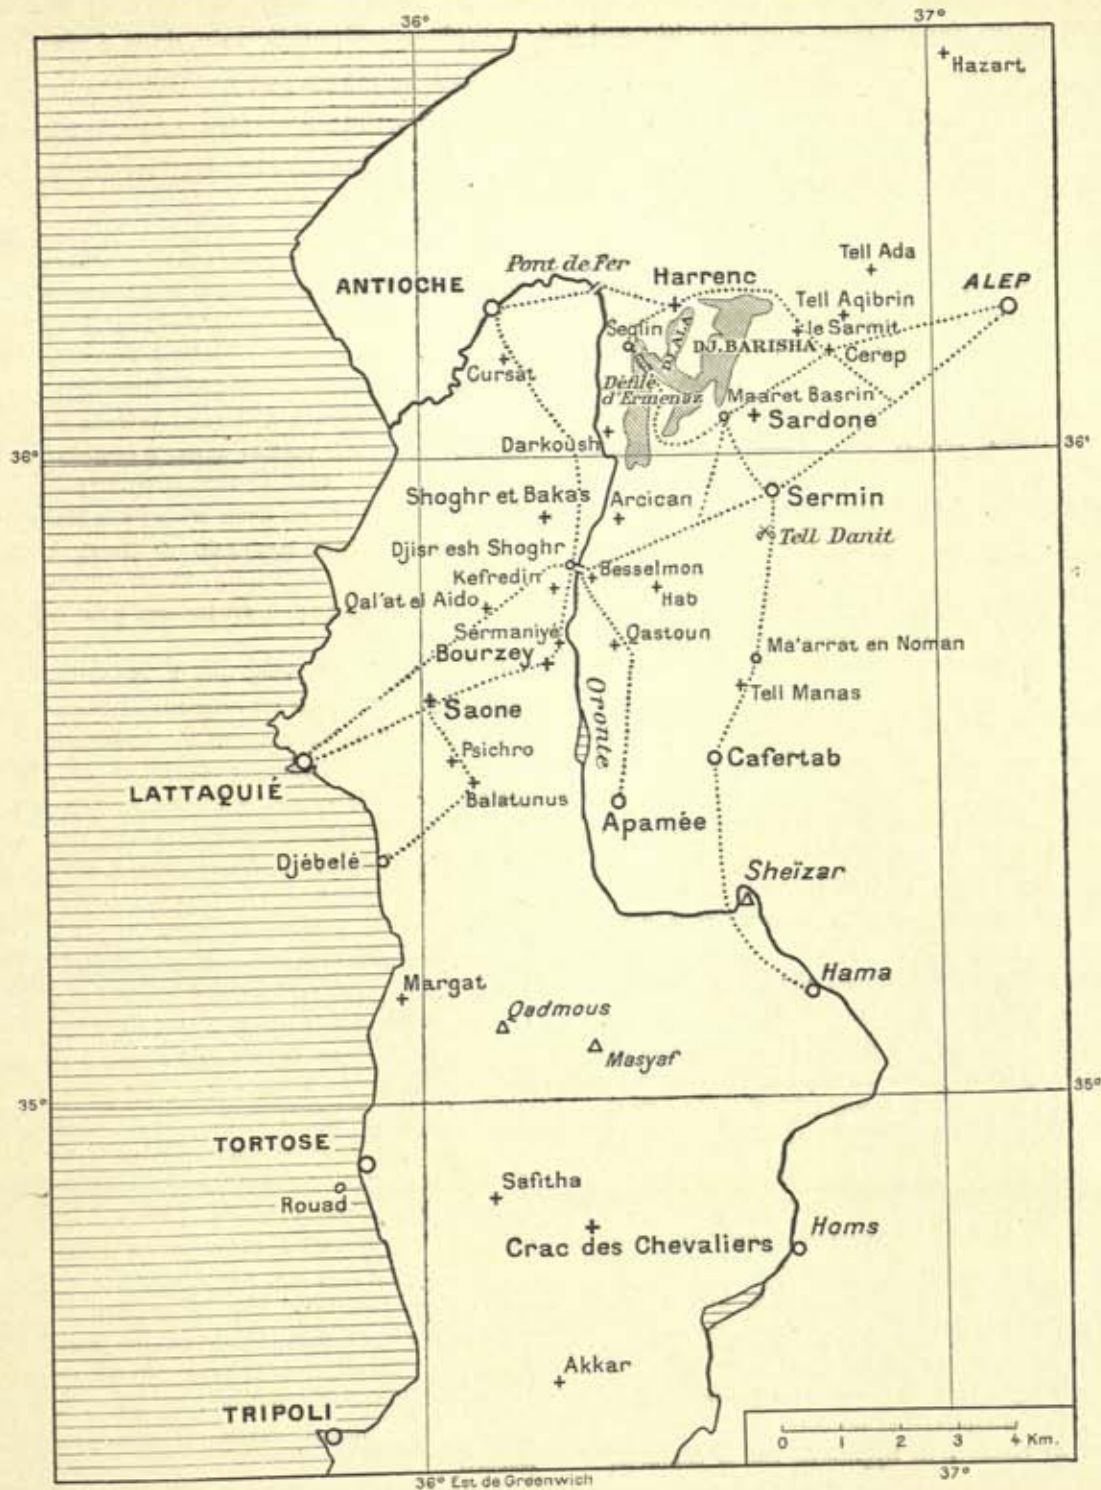 36°
37°
Hazart
Tell Ada
Pont de Fer
Harrenc
ALEP
ANTIOCHE
Tell Aqibrin
Seqlin
DJ. ALA
le Sarmit
DJ. BARISHA
Cerep
Cursat
Défilé
d'Ermenaz
Maaret Basrin
Sardone
Darkoush
36°
36°
Shoghr et Bakas
Arcican
Sermin
Tell Danit
Djisr esh Shoghr
Besselmon
Kefredin
Hab
Qal'at el Aido
Sérmaniyé
Qastoun
Bourzey
Ma'arrat en Noman
Tell Manas
Oronte
Saone
Psichro
Cafertab
LATTAQUIÉ
Balatunus
Apamée
Djébelé
Sheïzar
Hama
Margat
Qadmous
Masyaf
35°
35°
TORTOSE
Rouad
Safitha
Crac des Chevaliers
Homs
Akkar
TRIPOLI
0 1 2 3 4 Km.
36° Est de Greenwich
37°